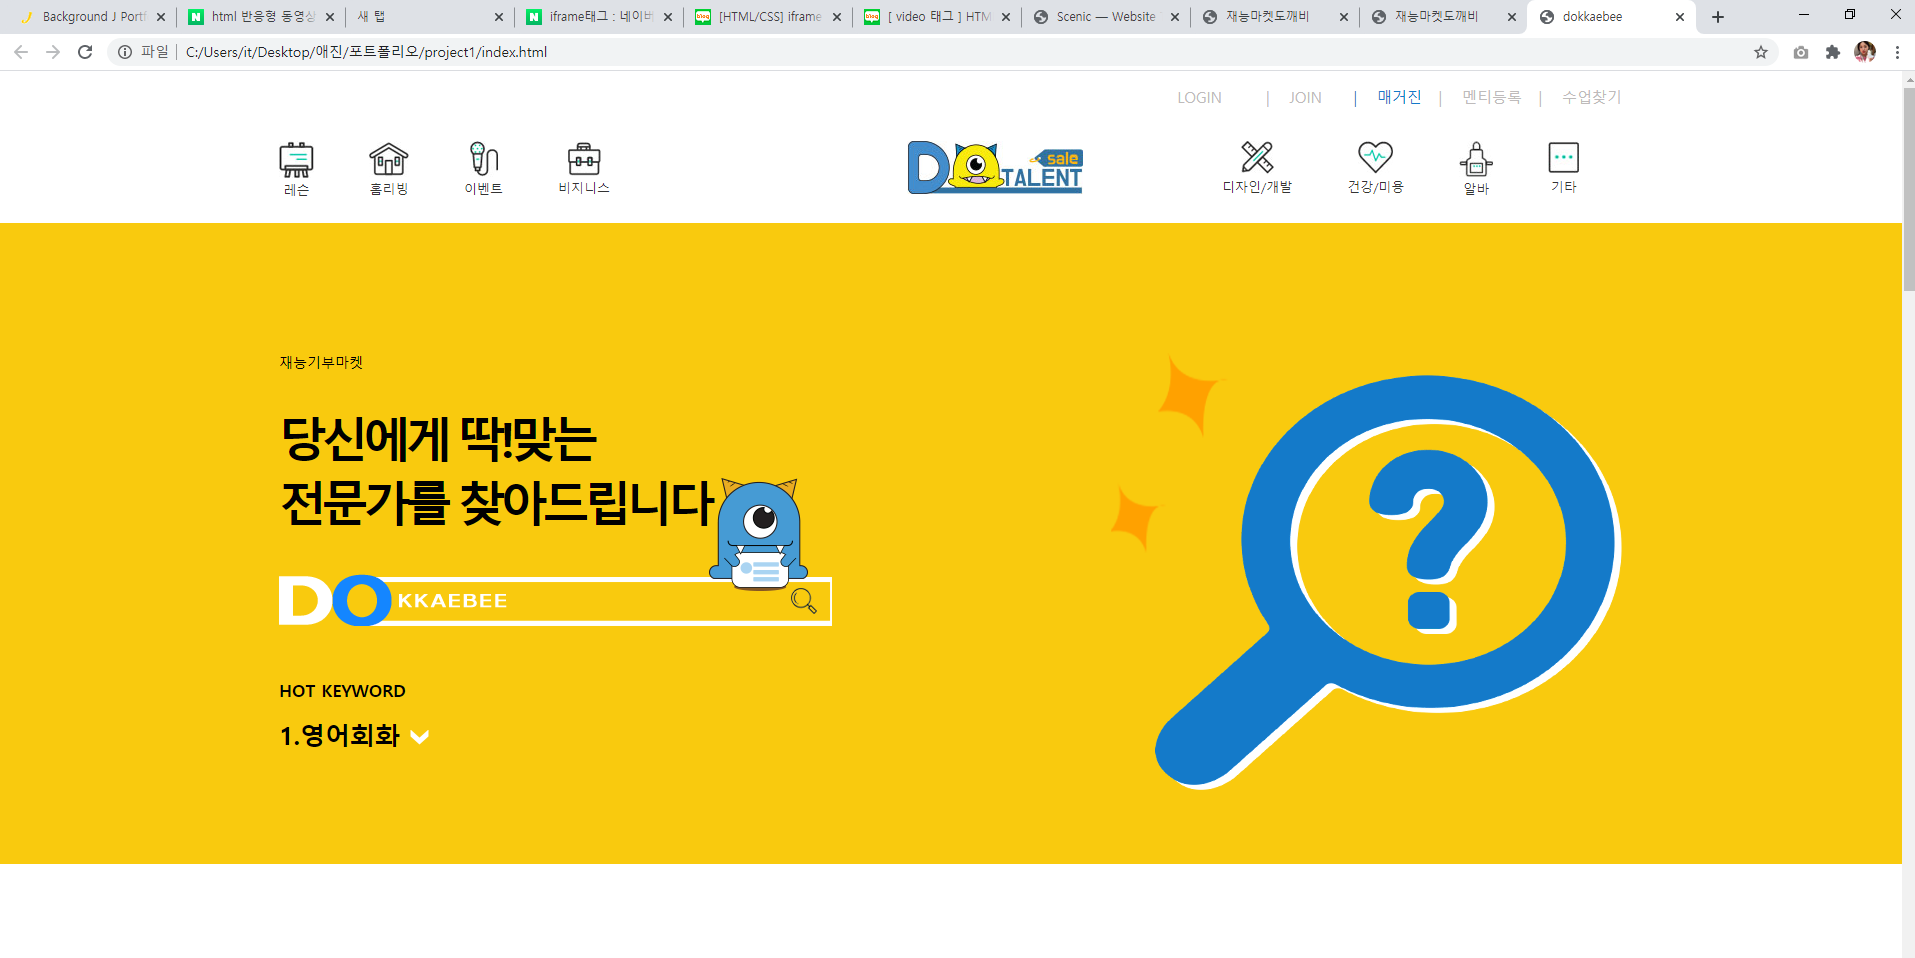 Background J Portf
html 반응형 동영상
새 탭
iframe태그 : 네이버
[HTML/CSS] iframe
[ video 태그 ] HTM
Scenic — Website
재능마켓도깨비
재능마켓도깨비
dokkaebee
파일 | C:/Users/it/Desktop/애진/포트폴리오/project1/index.html
LOGIN | JOIN | 매거진 | 멘티등록 | 수업찾기
레슨
홈리빙
이벤트
비지니스
DO TALENT sale
디자인/개발
건강/미용
알바
기타
재능기부마켓
당신에게 딱!맞는
전문가를 찾아드립니다
DOKKAEBEE
?
HOT KEYWORD
1.영어회화